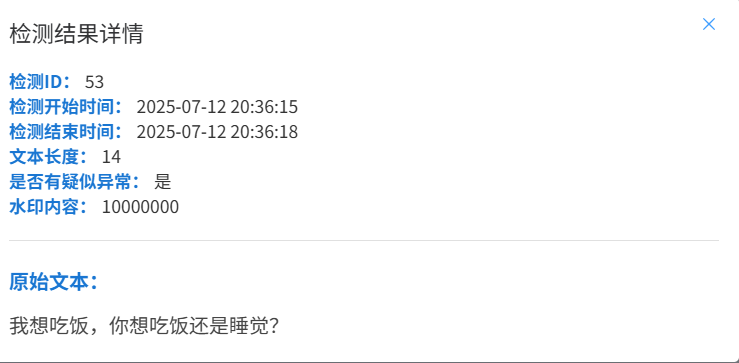 检测结果详情
检测ID： 53
检测开始时间： 2025-07-12 20:36:15
检测结束时间： 2025-07-12 20:36:18
文本长度： 14
是否有疑似异常： 是
水印内容： 10000000
原始文本：
我想吃饭，你想吃饭还是睡觉？